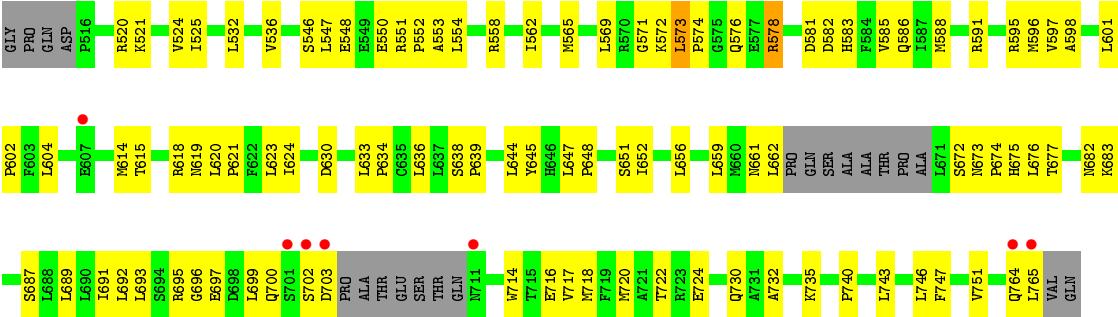 GLY PRO GLN ASP P516 R520 K521 V524 I525 L532 V536 S546 L547 E548 E549 E550 R551 P552 A553 L554 R558 I562 M565 L569 R570 G571 K572 L573 P574 G575 Q576 E577 R578 D581 D582 H583 F584 V585 Q586 I587 M588 R591 R595 M596 V597 A598 L601
P602 F603 L604 E607 M614 T615 R618 N619 L620 P621 F622 L623 I624 D630 L633 P634 C635 L636 L637 S638 P639 L644 Y645 H646 L647 P648 S651 I652 L656 L659 M660 N661 L662 PRO GLN SER ALA ALA THR PRO ALA L671 S672 N673 P674 H675 L676 T677 N682 K683
S687 L688 L689 L690 I691 L692 L693 S694 R695 G696 E697 D698 L699 Q700 S701 S702 D703 PRO ALA THR GLU SER THR GLN N711 W714 T715 E716 V717 M718 F719 M720 A721 T722 R723 E724 Q730 A731 A732 K735 P740 L743 L746 F747 V751 Q764 L765 VAL GLN